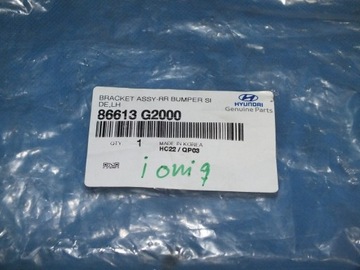 BRACKET ASSY-RR BUMPER SI
DE,LH
86613 G2000
HYUNDAI
Genuine Parts
QTY. 1
MADE IN KOREA
HC22 / QP03
ioniq